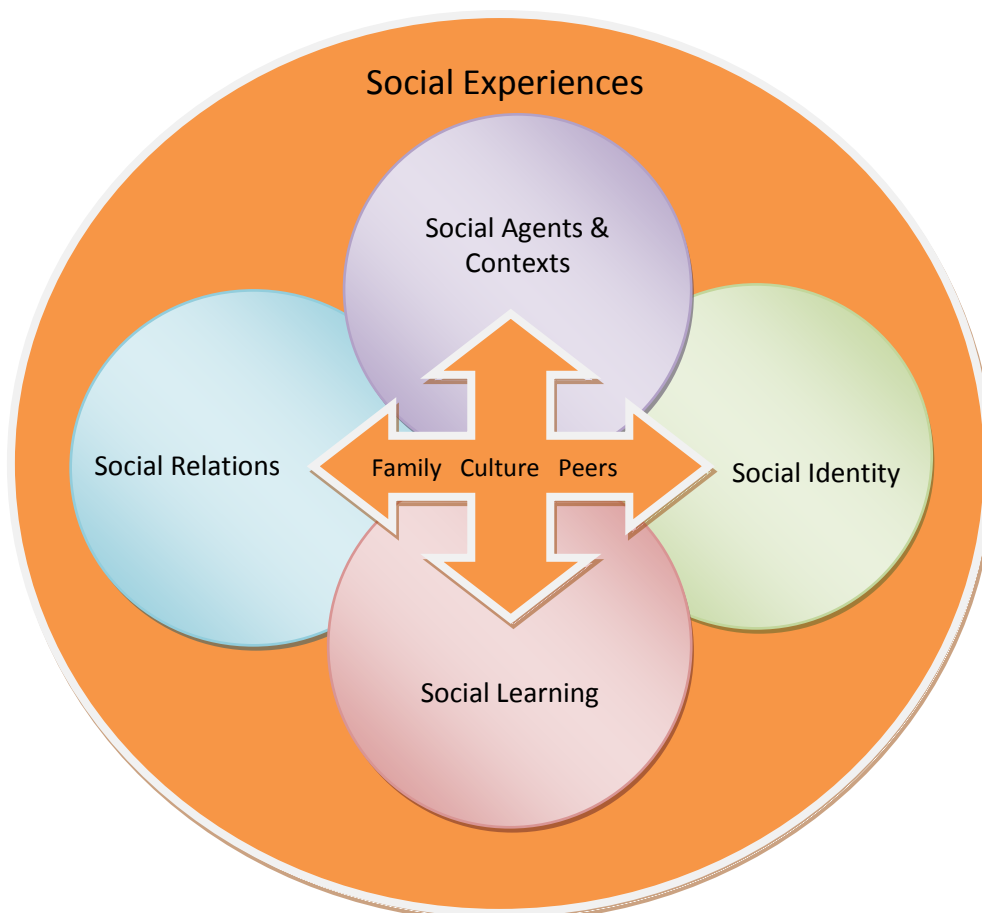 Social Experiences
Social Agents &
Contexts
Social Relations
Family Culture Peers
Social Identity
Social Learning